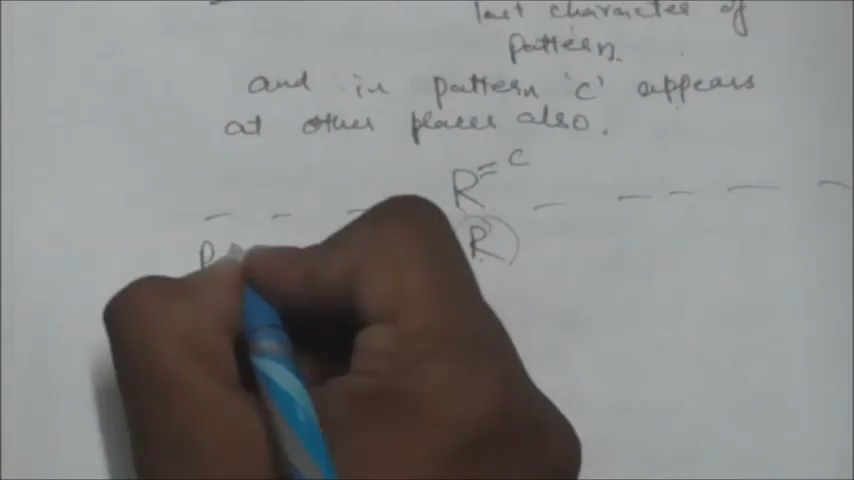 last character of
pattern.
and in pattern 'c' appears
at other places also.
R = c
R
R